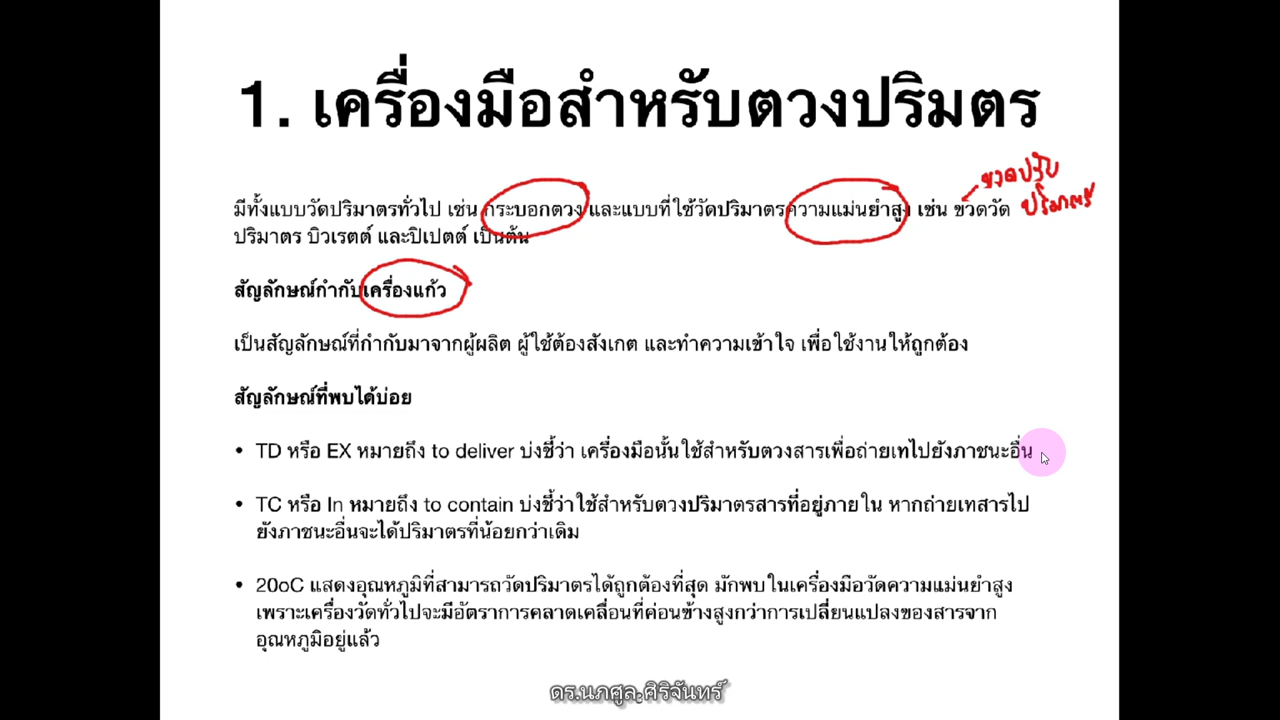 1. เครื่องมือสำหรับตวงปริมตร
ขวดปรับ
ปริมาตร
มีทั้งแบบวัดปริมาตรทั่วไป เช่น กระบอกตวง และแบบที่ใช้วัดปริมาตรความแม่นยำสูง เช่น ขวดวัด
ปริมาตร บิวเรตต์ และปิเปตต์ เป็นต้น
สัญลักษณ์กำกับเครื่องแก้ว
เป็นสัญลักษณ์ที่กำกับมาจากผู้ผลิต ผู้ใช้ต้องสังเกต และทำความเข้าใจ เพื่อใช้งานให้ถูกต้อง
สัญลักษณ์ที่พบได้บ่อย
• TD หรือ EX หมายถึง to deliver บ่งชี้ว่า เครื่องมือนั้นใช้สำหรับตวงสารเพื่อถ่ายเทไปยังภาชนะอื่น
• TC หรือ In หมายถึง to contain บ่งชี้ว่าใช้สำหรับตวงปริมาตรสารที่อยู่ภายใน หากถ่ายเทสารไป
ยังภาชนะอื่นจะได้ปริมาตรที่น้อยกว่าเดิม
• 20oC แสดงอุณหภูมิที่สามารถวัดปริมาตรได้ถูกต้องที่สุด มักพบในเครื่องมือวัดความแม่นยำสูง
เพราะเครื่องวัดทั่วไปจะมีอัตราการคลาดเคลื่อนที่ค่อนข้างสูงกว่าการเปลี่ยนแปลงของสารจาก
อุณหภูมิอยู่แล้ว
ดร.นภศูล ศิริจันทร์